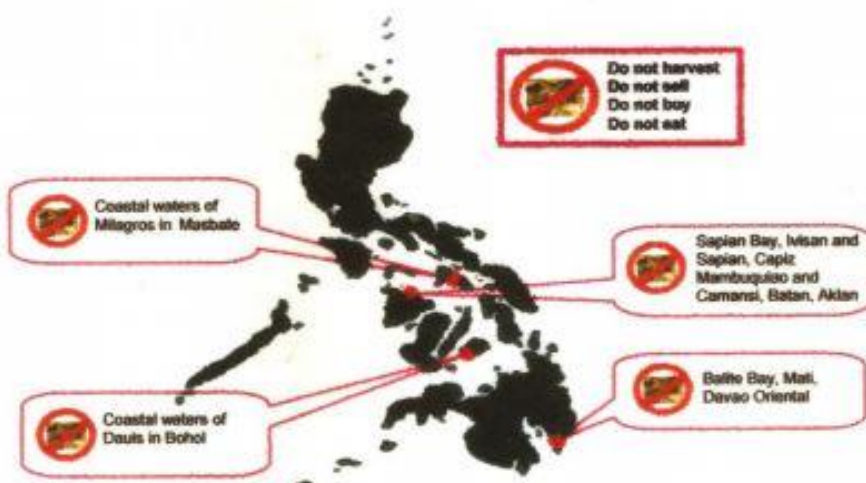 Do not harvest
Do not sell
Do not buy
Do not eat
Coastal waters of
Milagros in Masbate
Sapian Bay, Ivisan and
Sapian, Capiz
Mambuquiao and
Camansi, Batan, Aklan
Balite Bay, Mati,
Davao Oriental
Coastal waters of
Dauis in Bohol